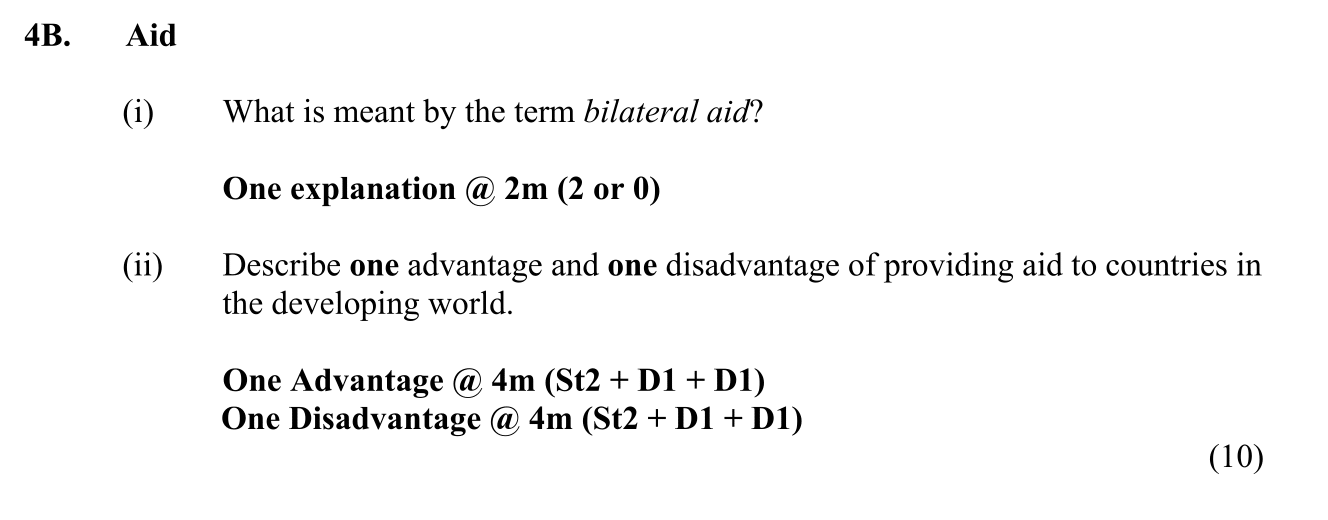 4B. Aid
(i) What is meant by the term bilateral aid?
One explanation @ 2m (2 or 0)
(ii) Describe one advantage and one disadvantage of providing aid to countries in
the developing world.
One Advantage @ 4m (St2 + D1 + D1)
One Disadvantage @ 4m (St2 + D1 + D1)
(10)